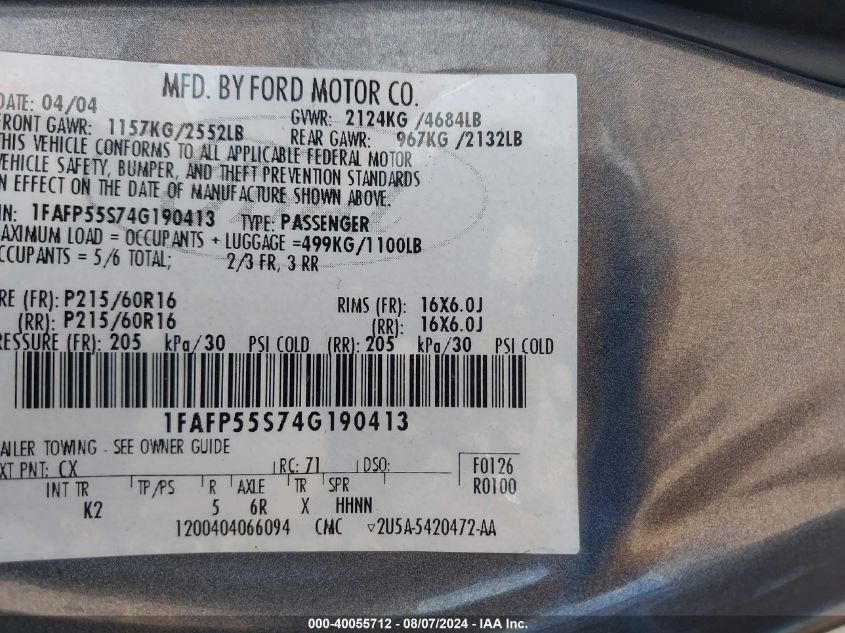 MFD. BY FORD MOTOR CO.
DATE: 04/04 GVWR: 2124KG /4684LB
FRONT GAWR: 1157KG/2552LB REAR GAWR: 967KG /2132LB
THIS VEHICLE CONFORMS TO ALL APPLICABLE FEDERAL MOTOR
VEHICLE SAFETY, BUMPER, AND THEFT PREVENTION STANDARDS
IN EFFECT ON THE DATE OF MANUFACTURE SHOWN ABOVE.
IN: 1FAFP55S74G190413 TYPE: PASSENGER
AXIMUM LOAD = OCCUPANTS + LUGGAGE =499KG/1100LB
CCUPANTS = 5/6 TOTAL; 2/3 FR, 3 RR
RE (FR): P215/60R16 RIMS (FR): 16X6.0J
(RR): P215/60R16 (RR): 16X6.0J
RESSURE (FR): 205 kPa/30 PSI COLD (RR): 205 kPa/30 PSI COLD
1FAFP55S74G190413
AILER TOWING - SEE OWNER GUIDE
XT PNT: CX RC: 71 DSO: F0126
INT TR TP/PS R AXLE TR SPR R0100
K2 5 6R X HHNN
1200404066094 CMC ▽2U5A-5420472-AA
000-40055712 - 08/07/2024 - IAA Inc.